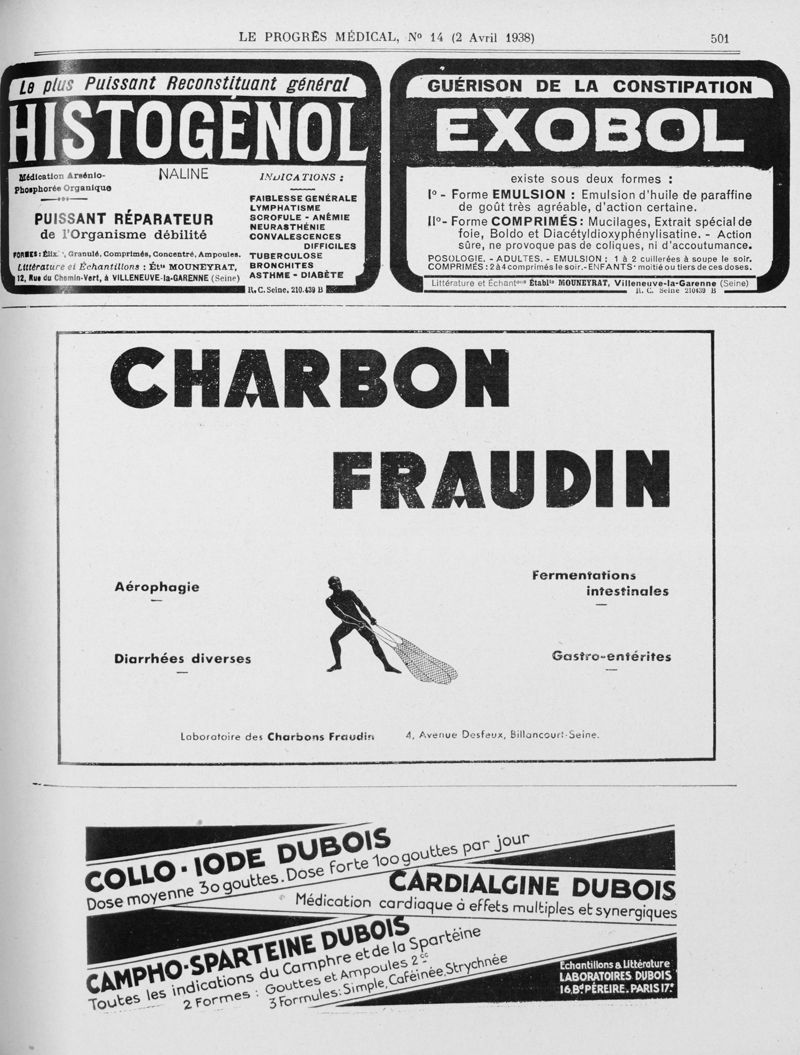 LE PROGRÈS MÉDICAL, Nº 14 (2 Avril 1938)
501
Le plus Puissant Reconstituant général
HISTOGÉNOL
Médication Arsénio-
Phosphorée Organique
NALINE
PUISSANT RÉPARATEUR
de l'Organisme débilité
FORMES: Élixir, Granulé, Comprimés, Concentré, Ampoules.
Littérature et Échantillons : Éts MOUNEYRAT,
12, Rue du Chemin-Vert, à VILLENEUVE-la-GARENNE (Seine)
INDICATIONS :
FAIBLESSE GÉNÉRALE
LYMPHATISME
SCROFULE - ANÉMIE
NEURASTHÉNIE
CONVALESCENCES
DIFFICILES
TUBERCULOSE
BRONCHITES
ASTHME - DIABÈTE
R. C. Seine, 210.439 B
GUÉRISON DE LA CONSTIPATION
EXOBOL
existe sous deux formes :
Iº - Forme EMULSION : Emulsion d'huile de paraffine
de goût très agréable, d'action certaine.
IIº - Forme COMPRIMÉS : Mucilages, Extrait spécial de
foie, Boldo et Diacétyldioxyphénylisatine. - Action
sûre, ne provoque pas de coliques, ni d'accoutumance.
POSOLOGIE. - ADULTES. - EMULSION : 1 à 2 cuillerées à soupe le soir.
COMPRIMÉS : 2 à 4 comprimés le soir. - ENFANTS : moitié ou tiers de ces doses.
Littérature et Échantons Établs MOUNEYRAT, Villeneuve-la-Garenne (Seine)
R. C. Seine 210439 B
CHARBON
FRAUDIN
Aérophagie
Fermentations
intestinales
Diarrhées diverses
Gastro-entérites
Laboratoire des Charbons Fraudin 4, Avenue Desfeux, Billancourt-Seine.
COLLO-IODE DUBOIS
Dose moyenne 30 gouttes. Dose forte 100 gouttes par jour
CARDIALGINE DUBOIS
Médication cardiaque à effets multiples et synergiques
CAMPHO-SPARTEINE DUBOIS
Toutes les indications du Camphre et de la Spartéine
2 Formes : Gouttes et Ampoules 2cc
3 Formules: Simple, Caféinée, Strychnée
Échantillons & Littérature
LABORATOIRES DUBOIS
16, Bd PÉREIRE. PARIS 17e